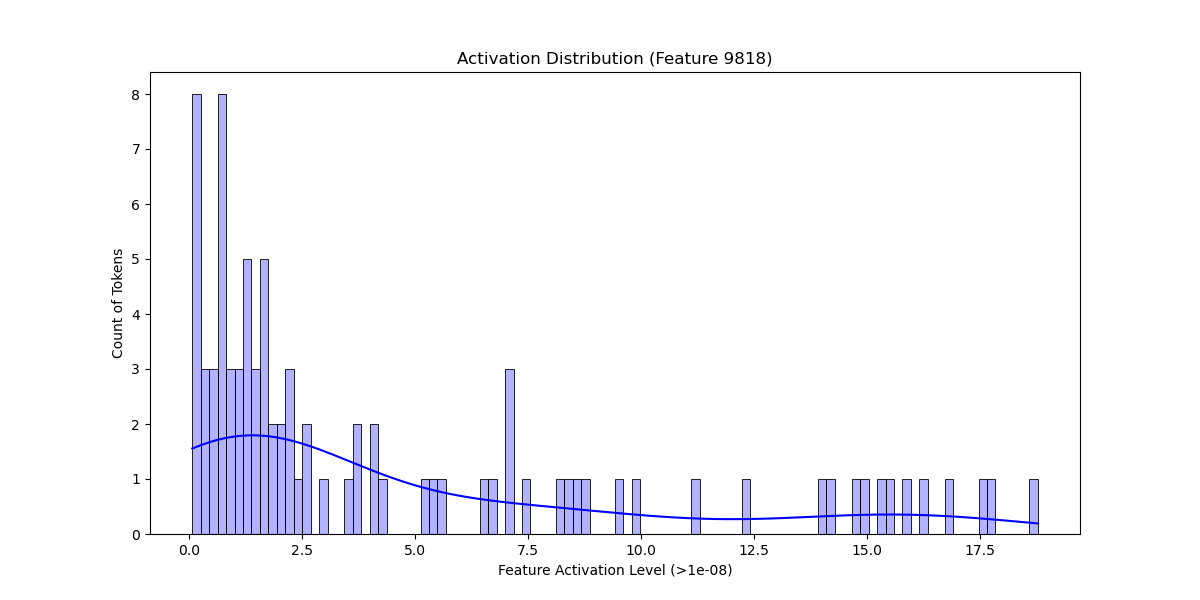 Activation Distribution (Feature 9818)
8
7
6
5
4
3
2
1
0
Count of Tokens
0.0 2.5 5.0 7.5 10.0 12.5 15.0 17.5
Feature Activation Level (>1e-08)